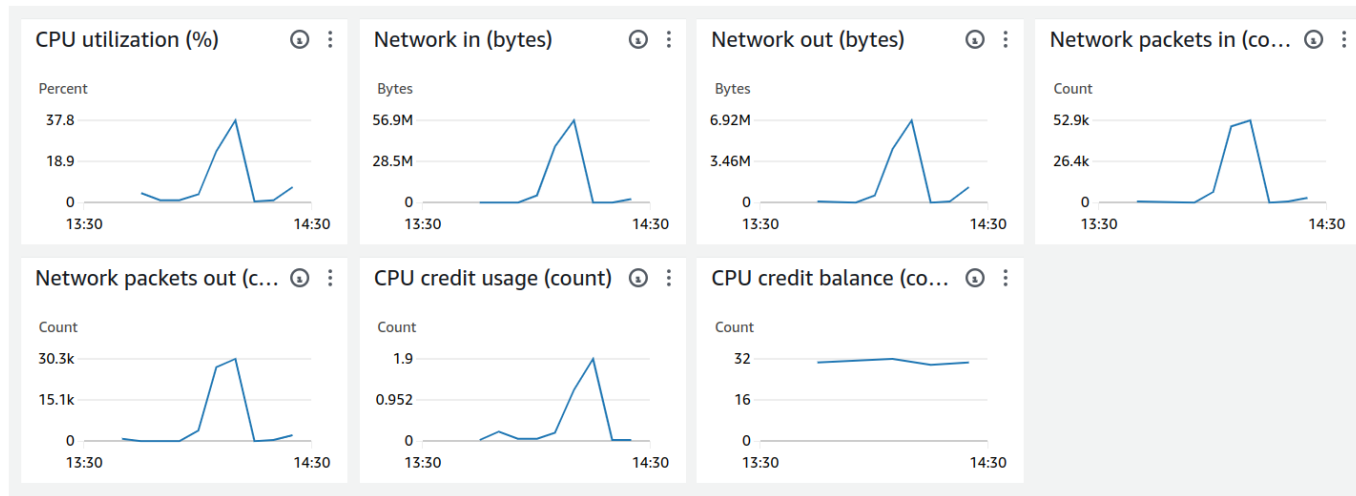 CPU utilization (%)
Percent
37.8
18.9
0
13:30
14:30
Network in (bytes)
Bytes
56.9M
28.5M
0
13:30
14:30
Network out (bytes)
Bytes
6.92M
3.46M
0
13:30
14:30
Network packets in (co...
Count
52.9k
26.4k
0
13:30
14:30
Network packets out (c...
Count
30.3k
15.1k
0
13:30
14:30
CPU credit usage (count)
Count
1.9
0.952
0
13:30
14:30
CPU credit balance (co...
Count
32
16
0
13:30
14:30